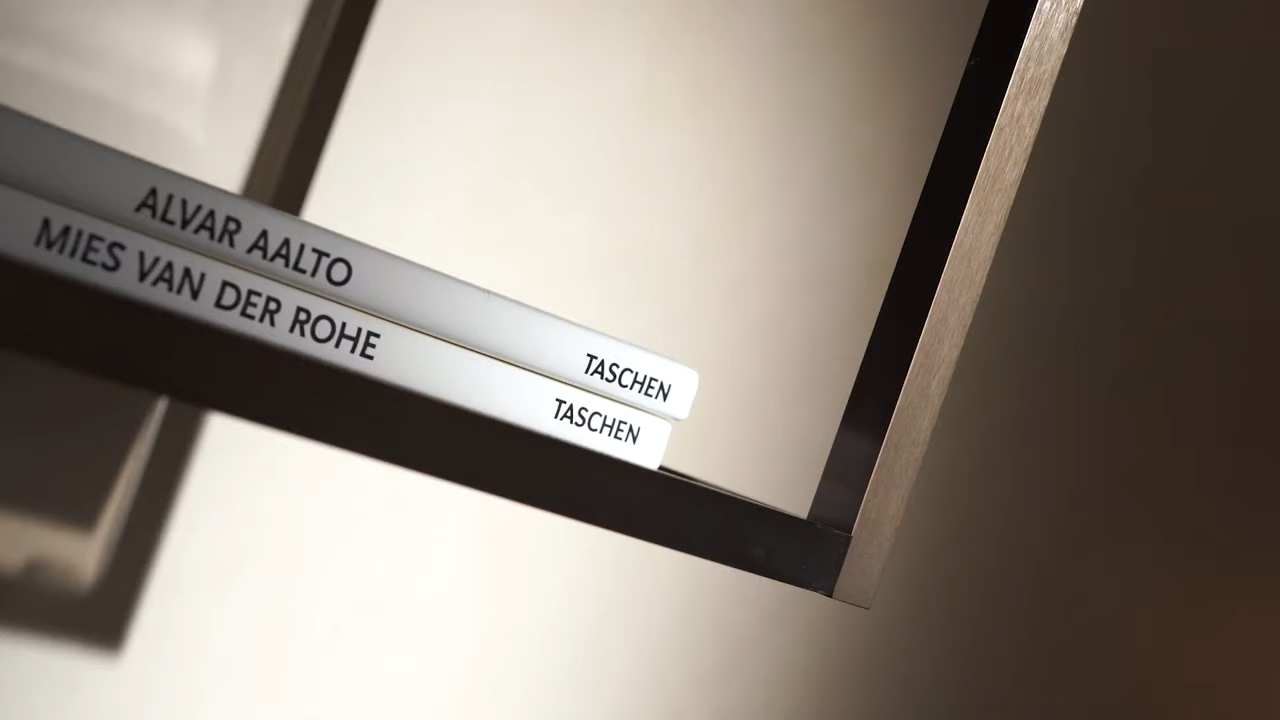 ALVAR AALTO TASCHEN
MIES VAN DER ROHE TASCHEN